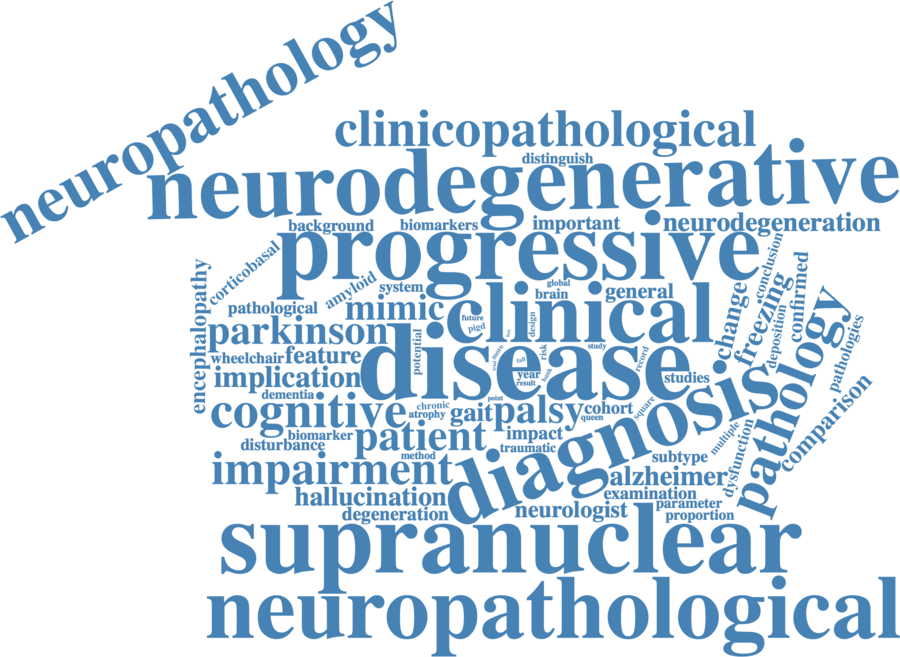 neuropathology
clinicopathological
distinguish
neurodegenerative
background
biomarkers
important
neurodegeneration
progressive
corticobasal
conclusion
encephalopathy
amyloid
system
global
brain
general
change
freezing
confirmed
pathological
mimic
clinical
future
pigd
design
deposition
pathology
pathologies
parkinson
potential
disease
wheelchair
feature
more
fall
risk
study
record
year
result
bank
studies
implication
dementia
diagnosis
comparison
cognitive
chronic
atrophy
point
gait
palsy
cohort
queen
square
biomarker
disturbance
patient
impact
traumatic
multiple
dysfunction
method
subtype
impairment
alzheimer
hallucination
examination
degeneration
neurologist
parameter
proportion
supranuclear
neuropathological